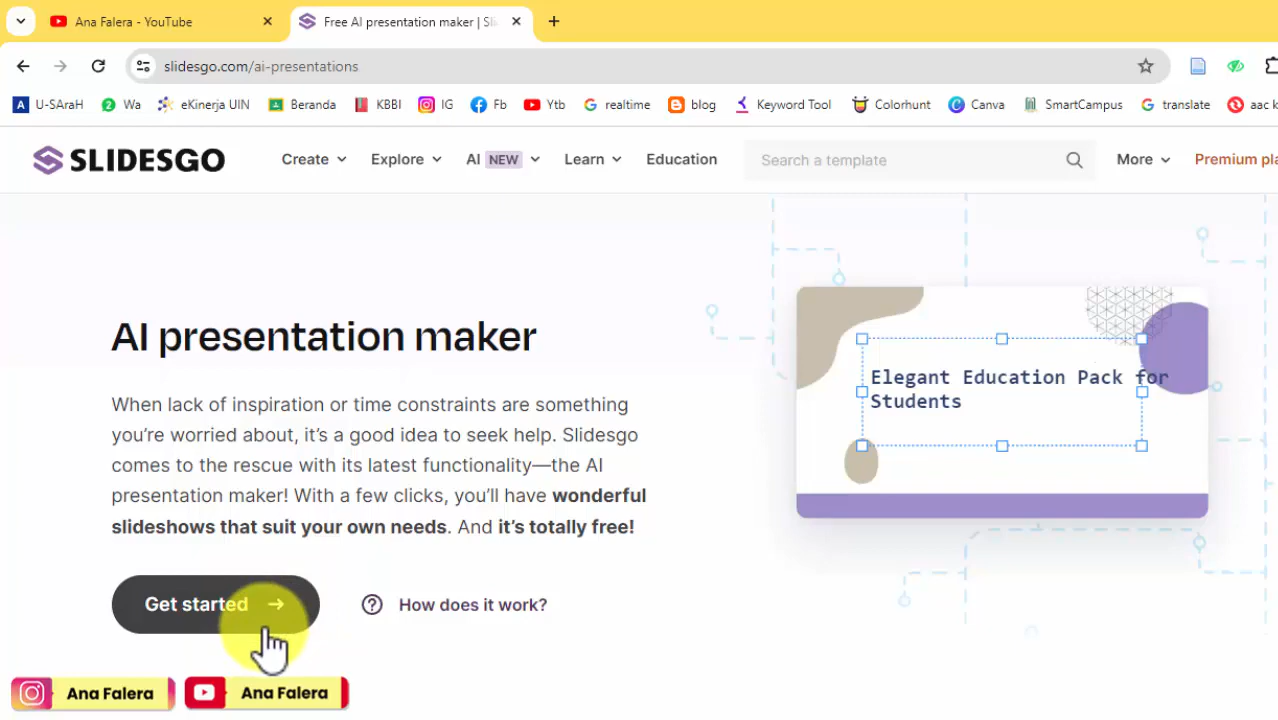 Ana Falera - YouTube
Free AI presentation maker | Sli
slidesgo.com/ai-presentations
U-SAraH
Wa
eKinerja UIN
Beranda
KBBI
IG
Fb
Ytb
realtime
blog
Keyword Tool
Colorhunt
Canva
SmartCampus
translate
aac k
SLIDESGO
Create
Explore
AI NEW
Learn
Education
Search a template
More
Premium pla
AI presentation maker
When lack of inspiration or time constraints are something
you're worried about, it's a good idea to seek help. Slidesgo
comes to the rescue with its latest functionality—the AI
presentation maker! With a few clicks, you'll have wonderful
slideshows that suit your own needs. And it's totally free!
Get started
How does it work?
Elegant Education Pack for
Students
Ana Falera
Ana Falera